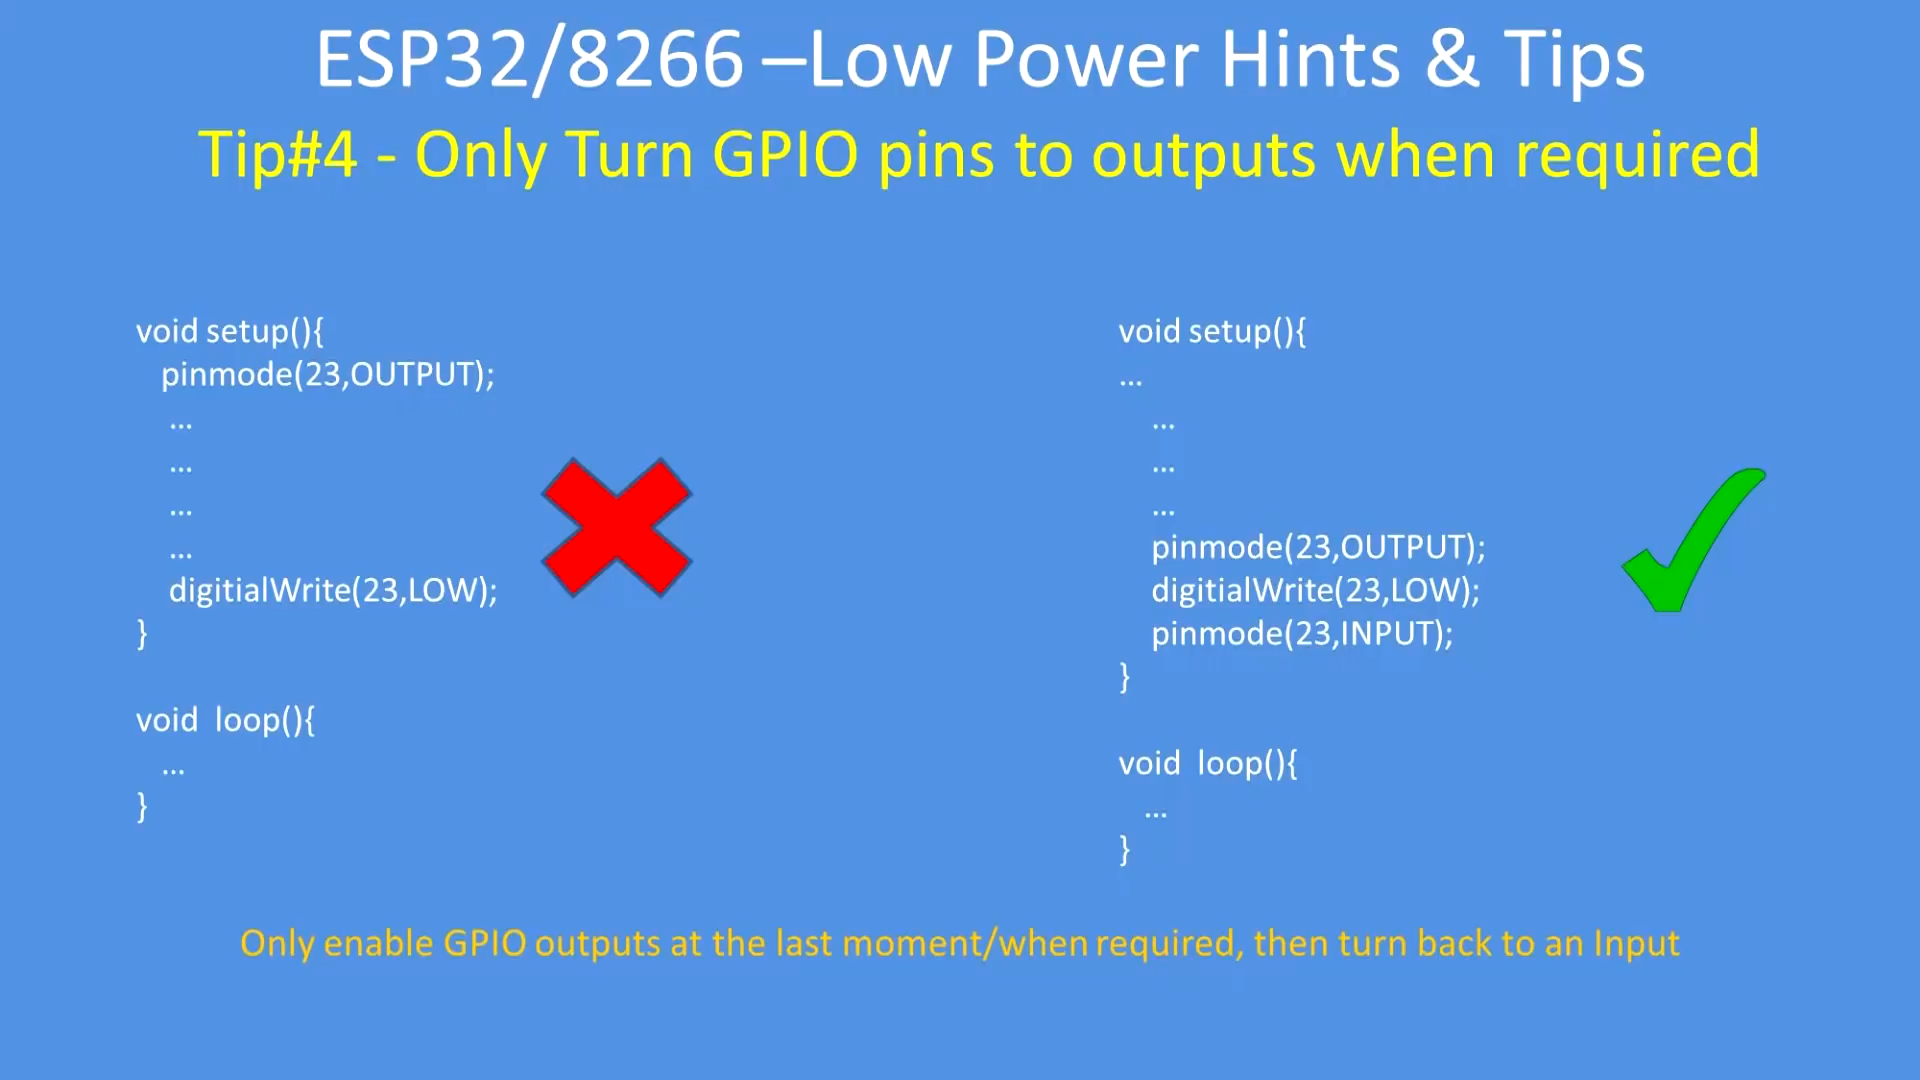 ESP32/8266 –Low Power Hints & Tips
Tip#4 - Only Turn GPIO pins to outputs when required
void setup(){
pinmode(23,OUTPUT);
...
...
...
...
digitialWrite(23,LOW);
}
void loop(){
...
}
void setup(){
...
...
...
...
pinmode(23,OUTPUT);
digitialWrite(23,LOW);
pinmode(23,INPUT);
}
void loop(){
...
}
Only enable GPIO outputs at the last moment/when required, then turn back to an Input